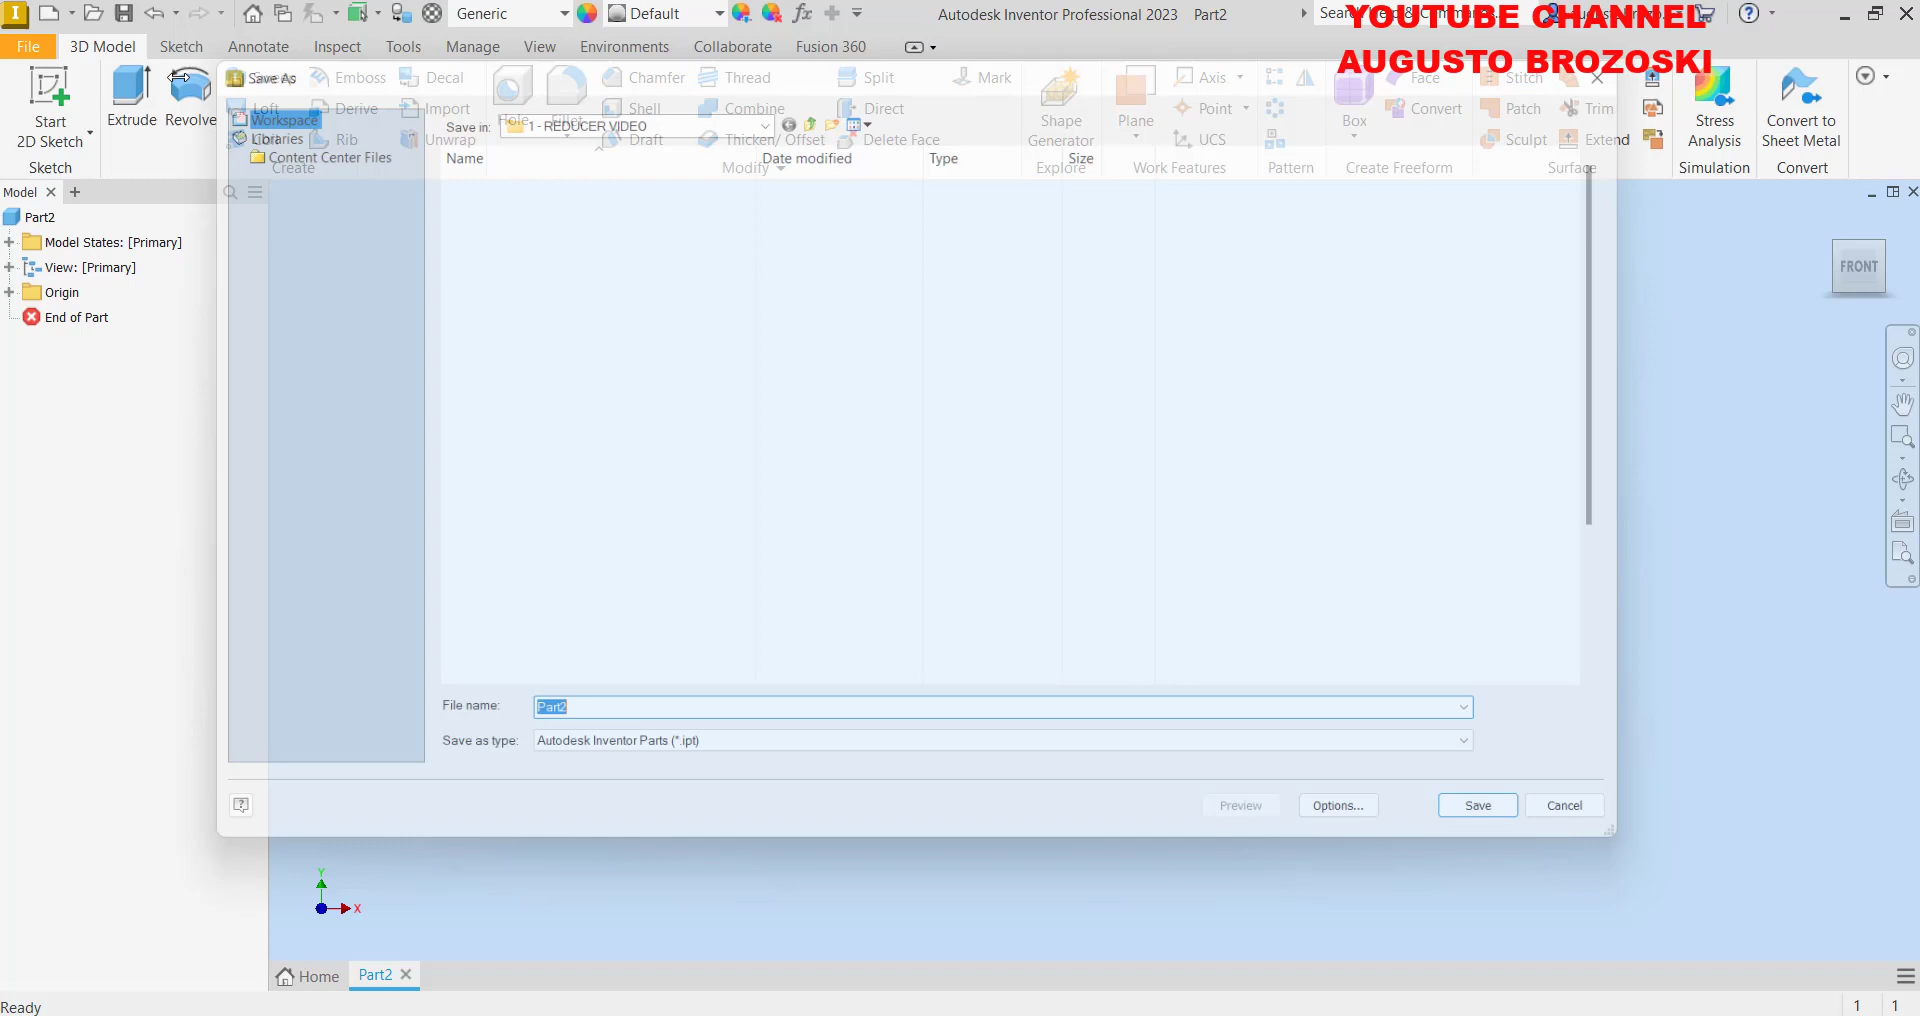 Generic
Default
Autodesk Inventor Professional 2023 Part2
YOUTUBE CHANNEL
AUGUSTO BROZOSKI
File 3D Model Sketch Annotate Inspect Tools Manage View Environments Collaborate Fusion 360
Save As
Emboss Decal Chamfer Thread Split Mark Axis Face Stitch
Loft Derive Import Shell Combine Direct Point Convert Patch Trim
Workspace
Save in: 1 - REDUCER VIDEO
Libraries Rib Unwrap Draft Thicken/ Offset Delete Face UCS Sculpt Extend
Content Center Files
Start
2D Sketch
Extrude Revolve Hole Fillet
Shape
Generator
Plane
Box
Stress
Analysis
Convert to
Sheet Metal
Name Date modified Type Size
Sketch Create Modify Explore Work Features Pattern Create Freeform Surface Simulation Convert
Model
Part2
Model States: [Primary]
View: [Primary]
Origin
End of Part
FRONT
File name: Part2
Save as type: Autodesk Inventor Parts (*.ipt)
Preview Options... Save Cancel
Y
X
Home Part2
Ready 1 1